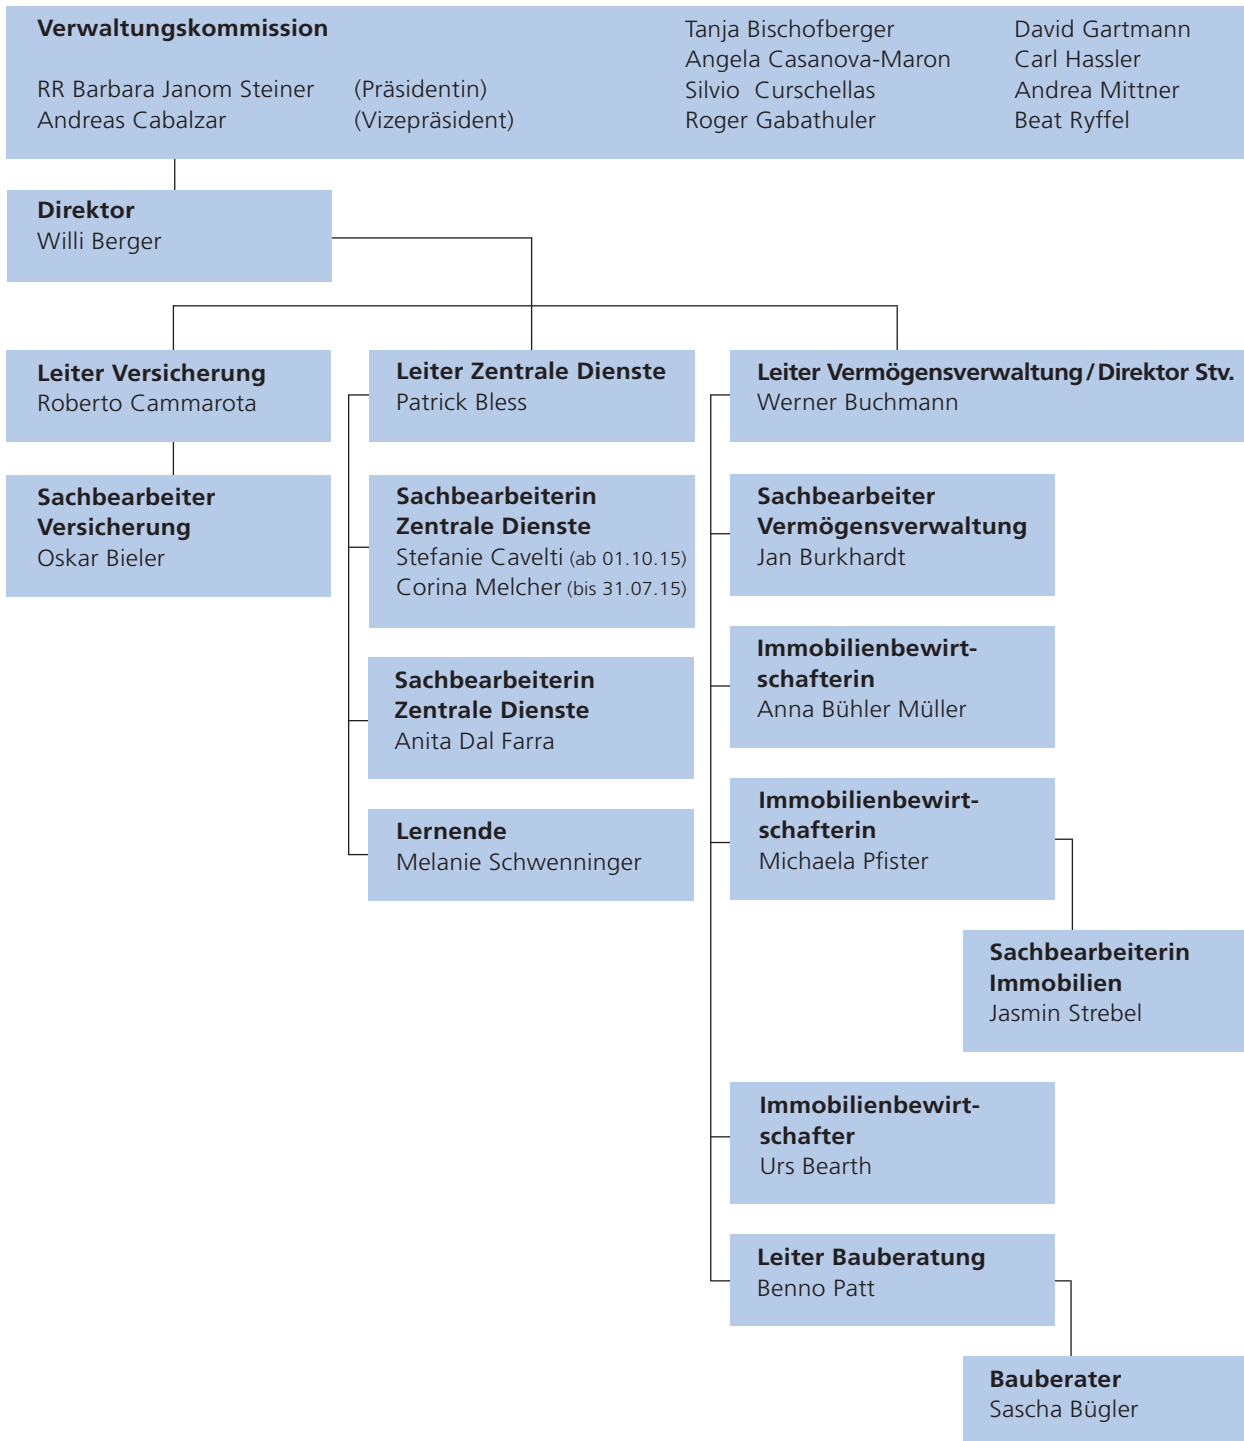 Verwaltungskommission
RR Barbara Janom Steiner (Präsidentin)
Andreas Cabalzar (Vizepräsident)
Tanja Bischofberger
Angela Casanova-Maron
Silvio Curschellas
Roger Gabathuler
David Gartmann
Carl Hassler
Andrea Mittner
Beat Ryffel
Direktor
Willi Berger
Leiter Versicherung
Roberto Cammarota
Sachbearbeiter
Versicherung
Oskar Bieler
Leiter Zentrale Dienste
Patrick Bless
Sachbearbeiterin
Zentrale Dienste
Stefanie Cavelti (ab 01.10.15)
Corina Melcher (bis 31.07.15)
Sachbearbeiterin
Zentrale Dienste
Anita Dal Farra
Lernende
Melanie Schwenninger
Leiter Vermögensverwaltung / Direktor Stv.
Werner Buchmann
Sachbearbeiter
Vermögensverwaltung
Jan Burkhardt
Immobilienbewirt-
schafterin
Anna Bühler Müller
Immobilienbewirt-
schafterin
Michaela Pfister
Sachbearbeiterin
Immobilien
Jasmin Strebel
Immobilienbewirt-
schafter
Urs Bearth
Leiter Bauberatung
Benno Patt
Bauberater
Sascha Bügler